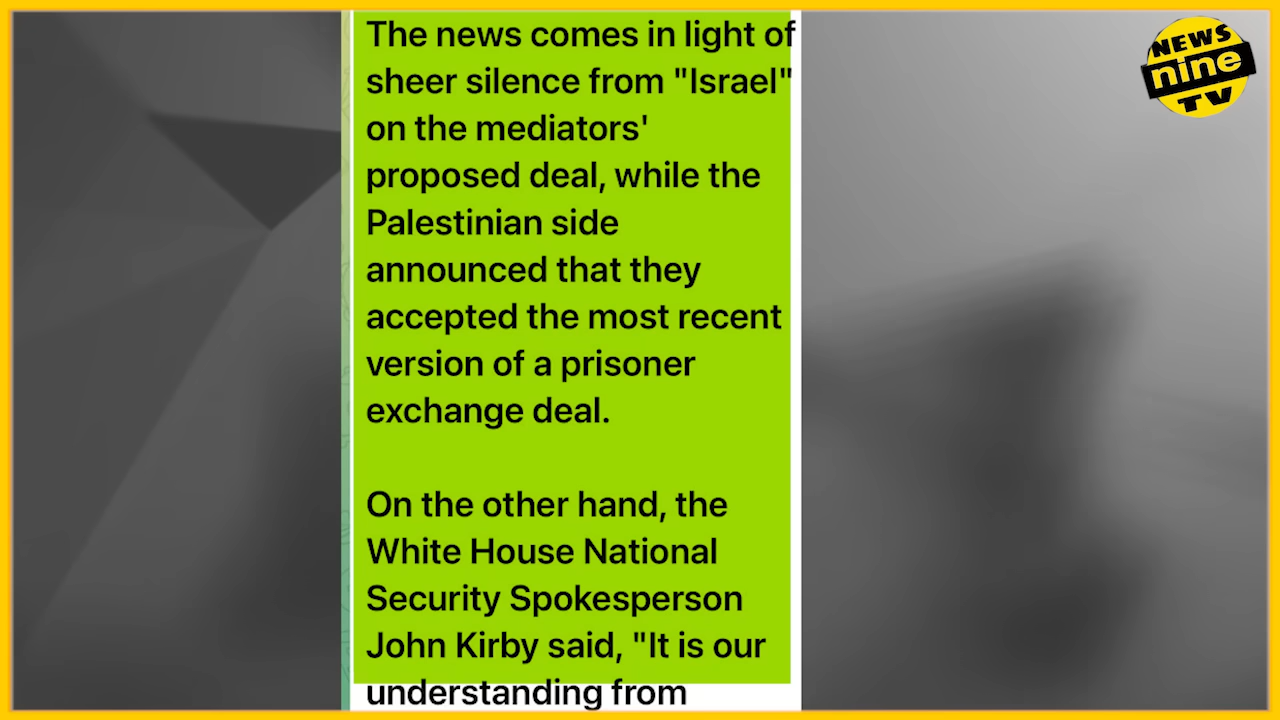 The news comes in light of
sheer silence from "Israel"
on the mediators'
proposed deal, while the
Palestinian side
announced that they
accepted the most recent
version of a prisoner
exchange deal.
On the other hand, the
White House National
Security Spokesperson
John Kirby said, "It is our
understanding from
NEWS
nine
TV